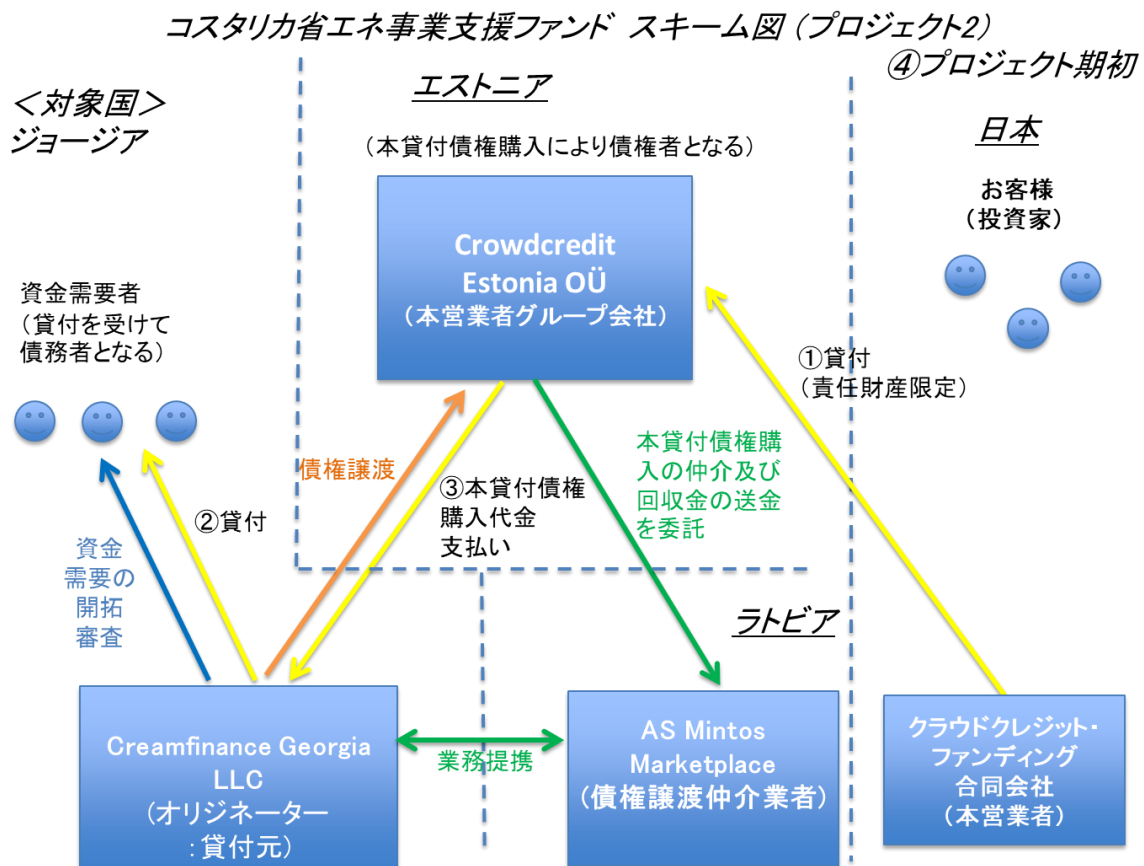 コスタリカ省エネ事業支援ファンド スキーム図 (プロジェクト2)
④プロジェクト期初
＜対象国＞
ジョージア
エストニア
日本
(本貸付債権購入により債権者となる)
お客様
(投資家)
Crowdcredit
Estonia OÜ
(本営業者グループ会社)
資金需要者
(貸付を受けて
債務者となる)
①貸付
(責任財産限定)
債権譲渡
③本貸付債権
購入代金
支払い
本貸付債権購
入の仲介及び
回収金の送金
を委託
②貸付
資金
需要の
開拓
審査
ラトビア
Creamfinance Georgia
LLC
(オリジネーター
:貸付元)
業務提携
AS Mintos
Marketplace
(債権譲渡仲介業者)
クラウドクレジット・
ファンディング
合同会社
(本営業者)